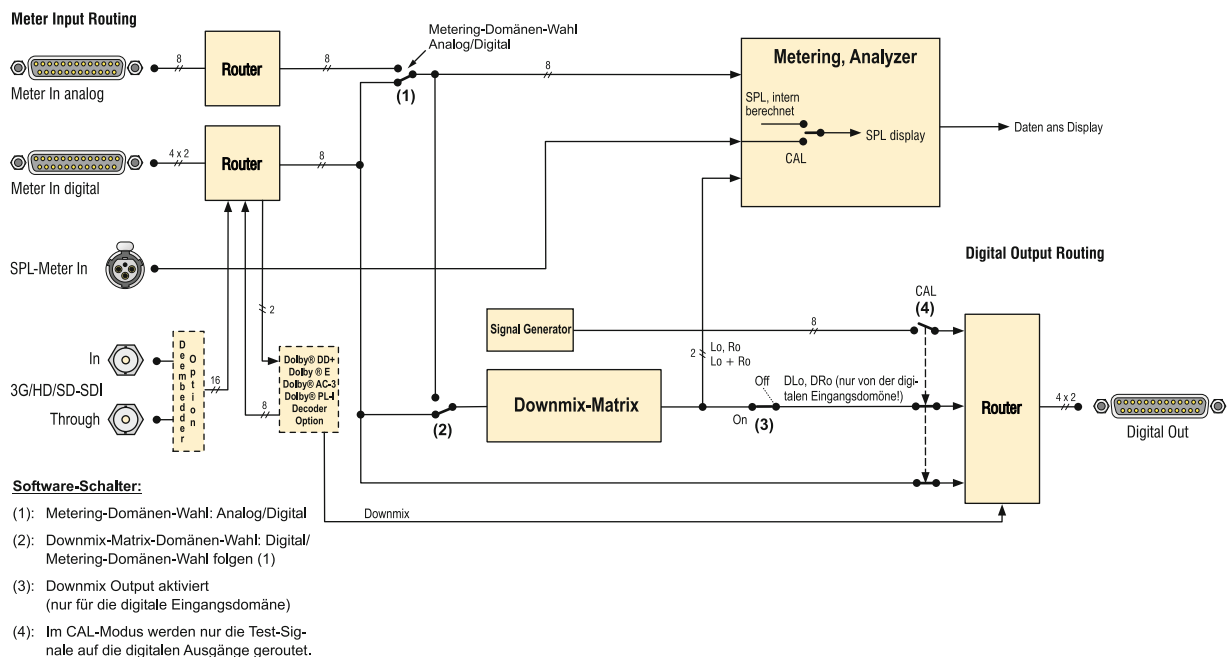 Meter Input Routing
Metering-Domänen-Wahl
Analog/Digital
8
Router
8
(1)
8
Meter In analog
Metering, Analyzer
SPL, intern
berechnet
SPL display
CAL
Daten ans Display
4 x 2
Router
8
Meter In digital
SPL-Meter In
Digital Output Routing
2
CAL
(4)
Signal Generator
8
2
Lo, Ro
Lo + Ro
In
3G/HD/SD-SDI
Through
Deembedder
Option
16
8
Dolby® DD+
Dolby ® E
Dolby® AC-3
Dolby® PL-I
Decoder
Option
(2)
Downmix-Matrix
Off
On
(3)
DLo, DRo (nur von der digi-
talen Eingangsdomäne!)
Router
4 x 2
Digital Out
Downmix
Software-Schalter:
(1): Metering-Domänen-Wahl: Analog/Digital
(2): Downmix-Matrix-Domänen-Wahl: Digital/
Metering-Domänen-Wahl folgen (1)
(3): Downmix Output aktiviert
(nur für die digitale Eingangsdomäne)
(4): Im CAL-Modus werden nur die Test-Sig-
nale auf die digitalen Ausgänge geroutet.